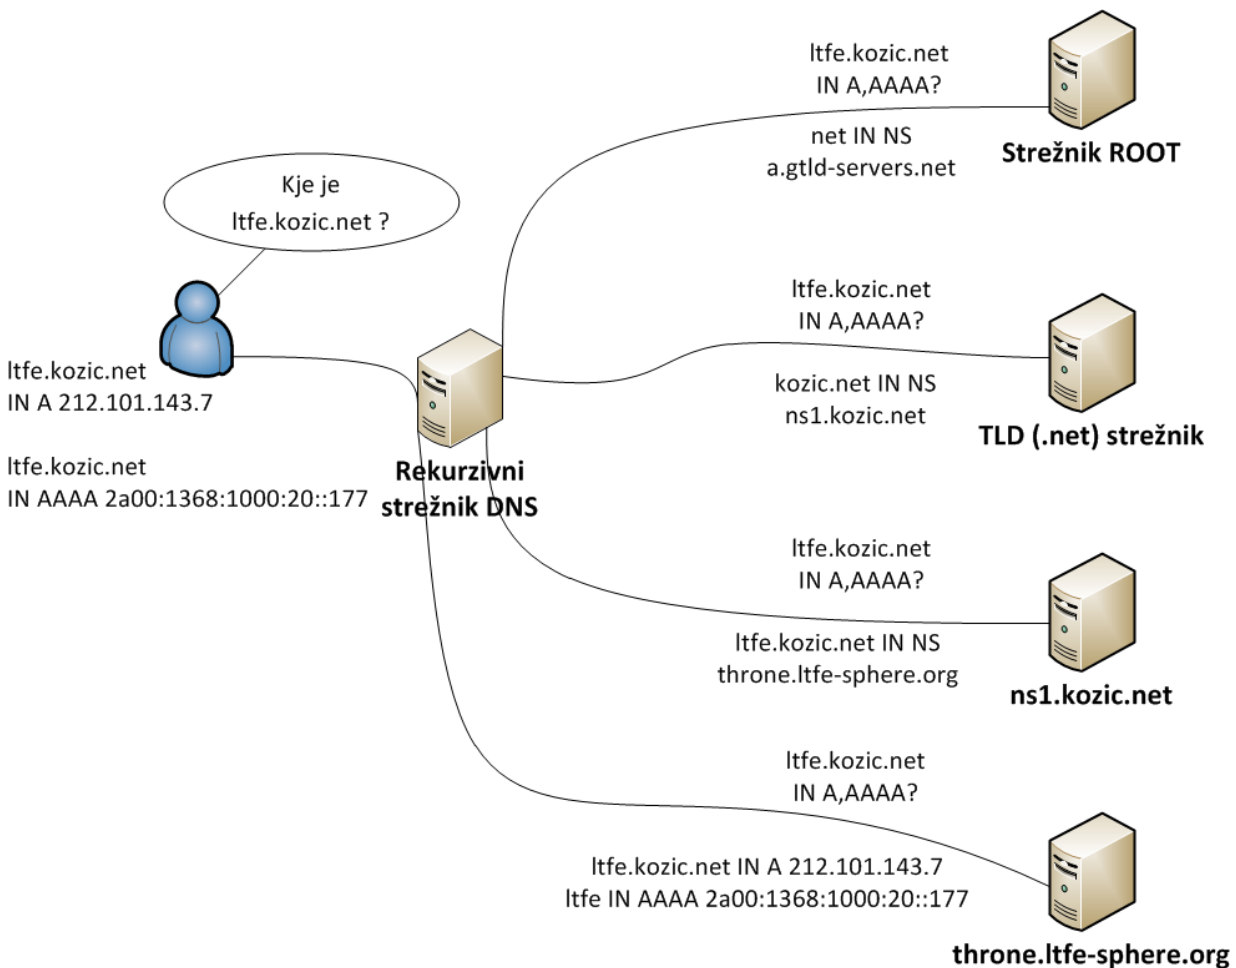 ltfe.kozic.net
IN A,AAAA?
net IN NS
a.gtld-servers.net
Strežnik ROOT
Kje je
ltfe.kozic.net ?
ltfe.kozic.net
IN A,AAAA?
kozic.net IN NS
ns1.kozic.net
TLD (.net) strežnik
ltfe.kozic.net
IN A 212.101.143.7
ltfe.kozic.net
IN AAAA 2a00:1368:1000:20::177
Rekurzivni
strežnik DNS
ltfe.kozic.net
IN A,AAAA?
ltfe.kozic.net IN NS
throne.ltfe-sphere.org
ns1.kozic.net
ltfe.kozic.net
IN A,AAAA?
ltfe.kozic.net IN A 212.101.143.7
ltfe IN AAAA 2a00:1368:1000:20::177
throne.ltfe-sphere.org